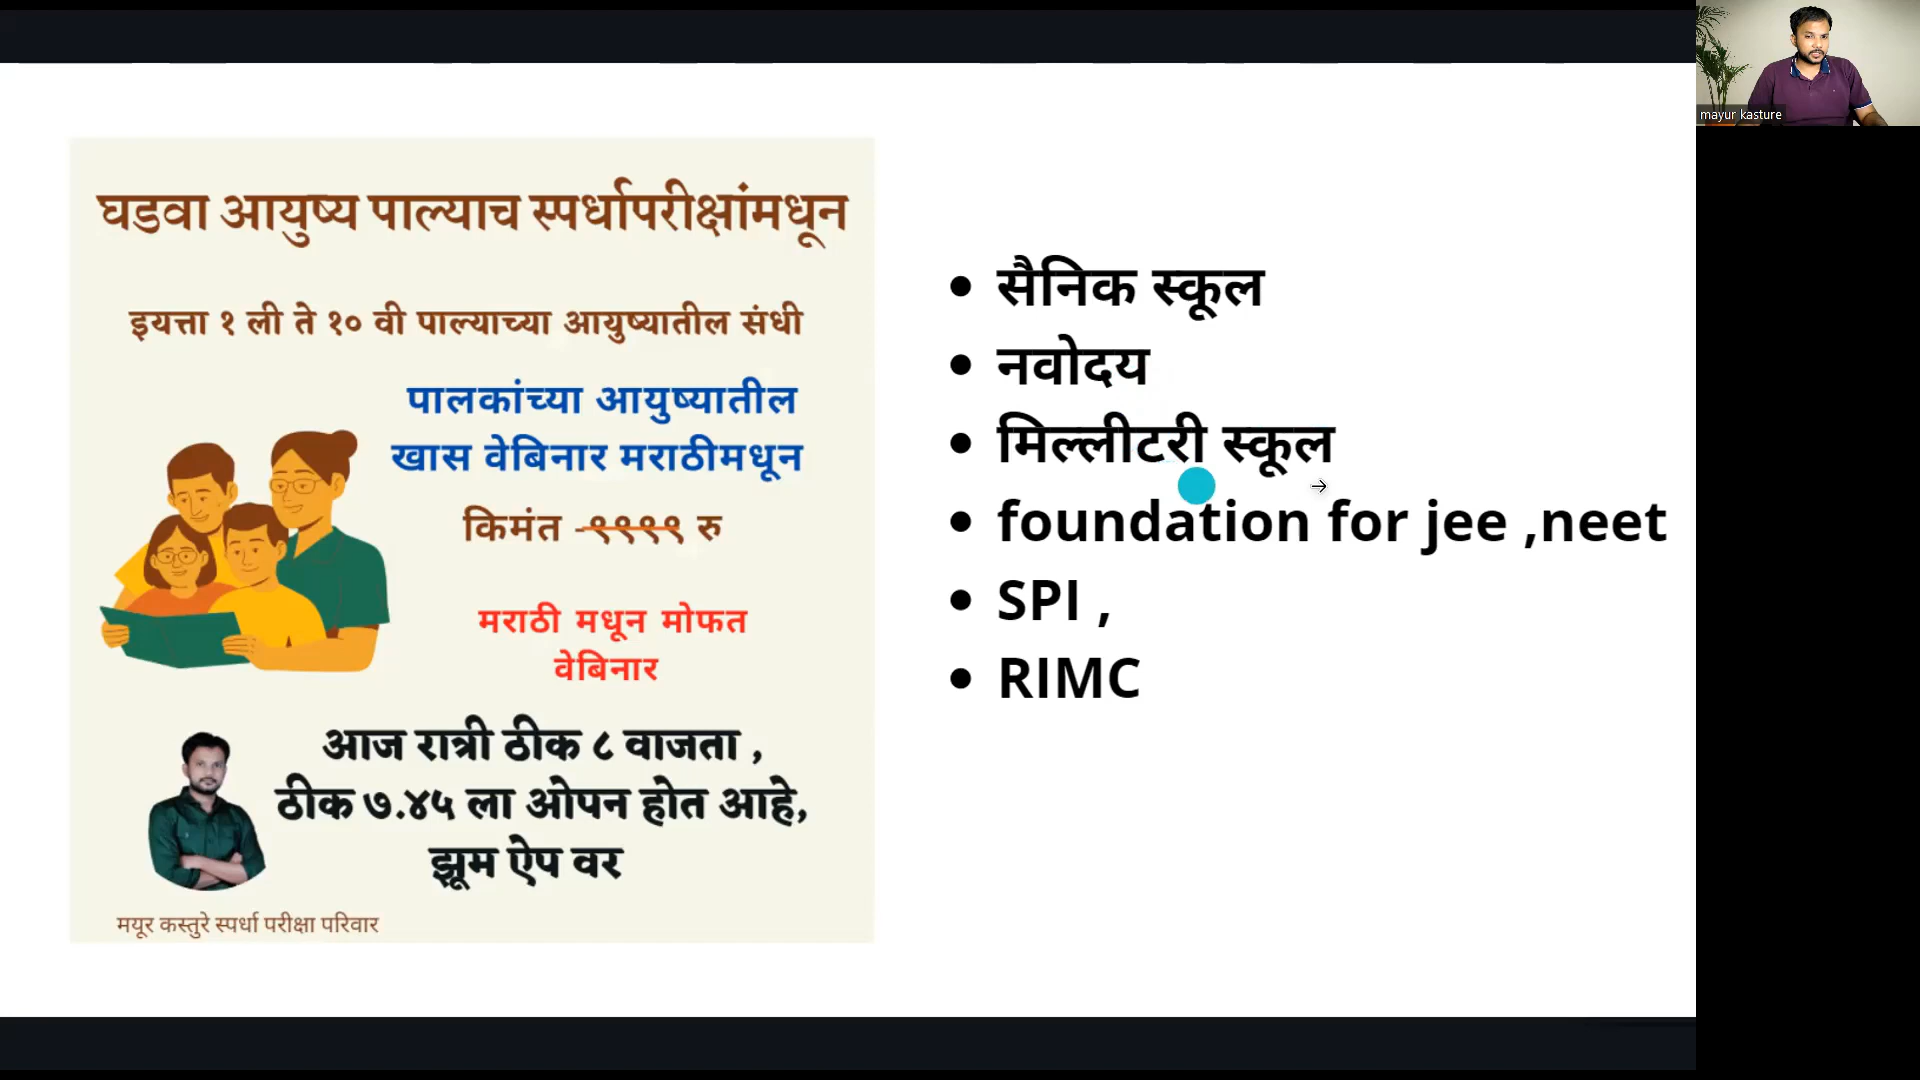 घडवा आयुष्य पाल्याच स्पर्धापरीक्षांमधून
इयत्ता १ ली ते १० वी पाल्याच्या आयुष्यातील संधी
पालकांच्या आयुष्यातील
खास वेबिनार मराठीमधून
किमंत -१९९९ रु
मराठी मधून मोफत
वेबिनार
आज रात्री ठीक ८ वाजता ,
ठीक ७.४५ ला ओपन होत आहे,
झूम ऐप वर
मयूर कस्तुरे स्पर्धा परीक्षा परिवार
• सैनिक स्कूल
• नवोदय
• मिल्लीटरी स्कूल
• foundation for jee ,neet
• SPI ,
• RIMC
mayur kasture